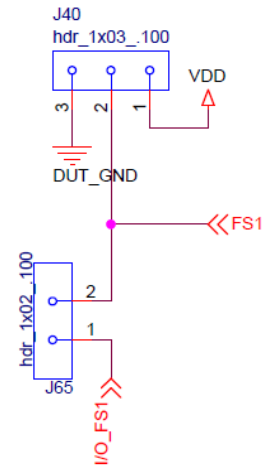 J40
hdr_1x03_.100
3
2
1
VDD
DUT_GND
FS1
hdr_1x02_.100
2
1
J65
I/O_FS1